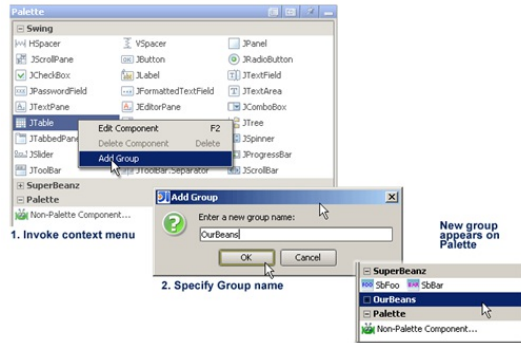 Palette
Swing
HSpacer VSpacer JPanel
JScrollPane JButton JRadioButton
JCheckBox JLabel JTextField
JPasswordField JFormattedTextField JTextArea
JTextPane JEditorPane JComboBox
JTable JTree
Edit Component F2
JTabbedPan JSpinner
Delete Component Delete
JSlider JProgressBar
Add Group
JToolBar JToolBar.Separator JScrollBar
SuperBeanz
Palette
Non-Palette Component...
1. Invoke context menu
Add Group
Enter a new group name:
OurBeans
OK Cancel
2. Specify Group name
New group
appears on
Palette
SuperBeanz
SbFoo SbBar
OurBeans
Palette
Non-Palette Component...